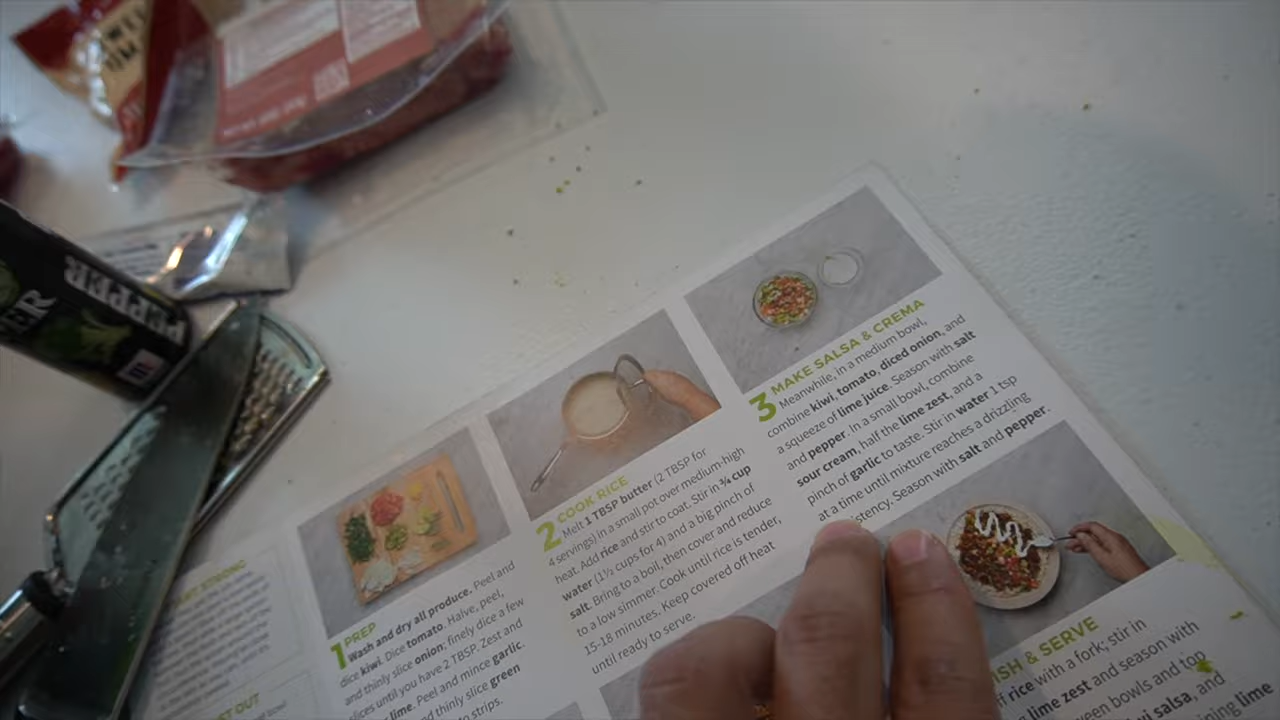 PEPPER
START STRONG
1 PREP
Wash and dry all produce. Peel and
dice kiwi. Dice tomato. Halve, peel,
and thinly slice onion; finely dice a few
slices until you have 2 TBSP. Zest and
lime. Peel and mince garlic.
and thinly slice green
to strips.
2 COOK RICE
Melt 1 TBSP butter (2 TBSP for
4 servings) in a small pot over medium-high
heat. Add rice and stir to coat. Stir in ¾ cup
water (1½ cups for 4) and a big pinch of
salt. Bring to a boil, then cover and reduce
to a low simmer. Cook until rice is tender,
15-18 minutes. Keep covered off heat
until ready to serve.
3 MAKE SALSA & CREMA
Meanwhile, in a medium bowl,
combine kiwi, tomato, diced onion, and
a squeeze of lime juice. Season with salt
and pepper. In a small bowl, combine
sour cream, half the lime zest, and a
pinch of garlic to taste. Stir in water 1 tsp
at a time until mixture reaches a drizzling
Season with salt and pepper.
& SERVE
rice with a fork; stir in
lime zest and season with
between bowls and top
salsa, and
lime